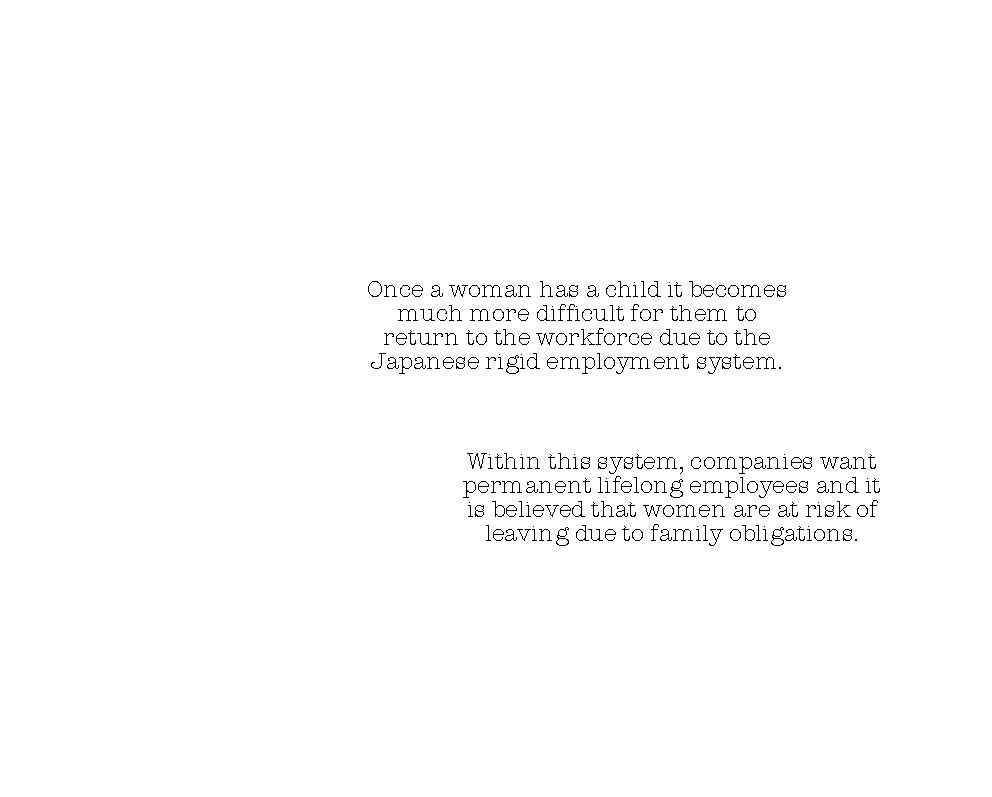 Once a woman has a child it becomes
much more difficult for them to
return to the workforce due to the
Japanese rigid employment system.
Within this system, companies want
permanent lifelong employees and it
is believed that women are at risk of
leaving due to family obligations.